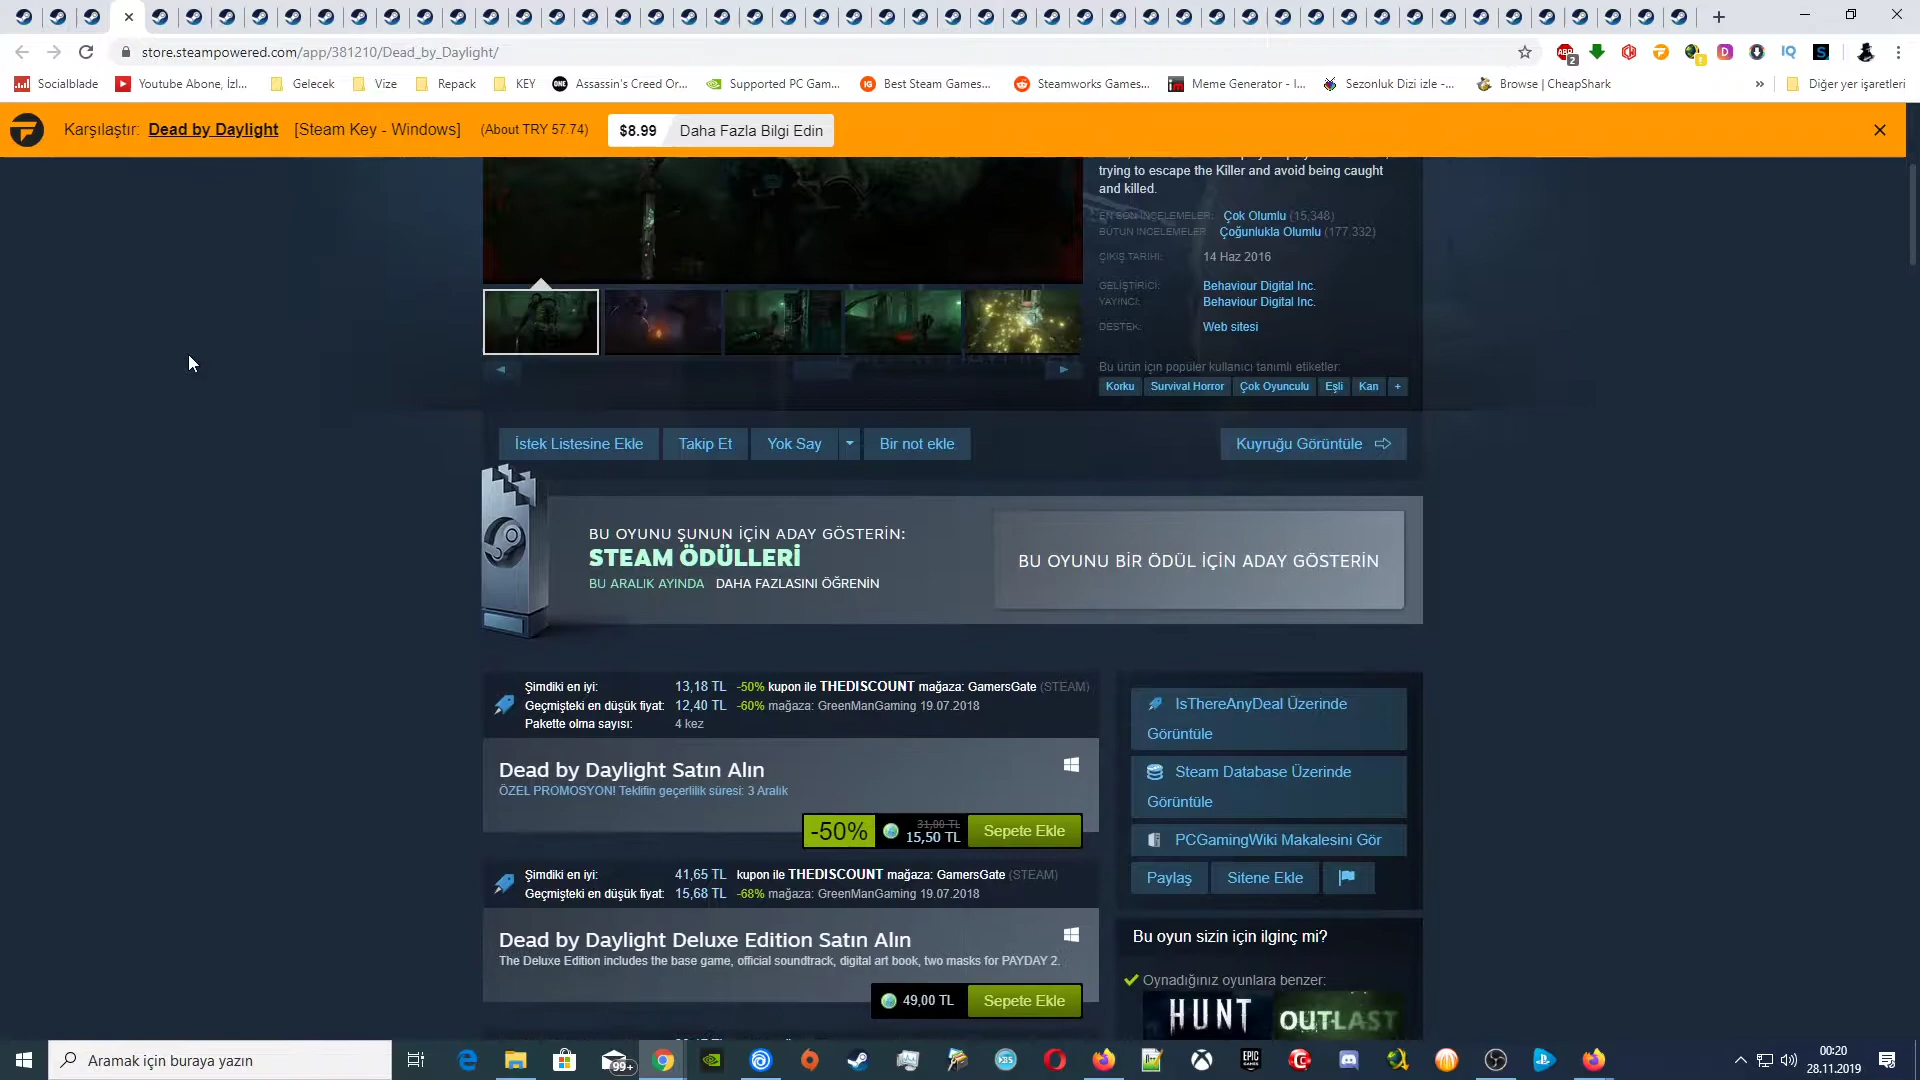 store.steampowered.com/app/381210/Dead_by_Daylight/
2
Socialblade
Youtube Abone, İzl...
Gelecek
Vize
Repack
KEY
Assassin's Creed Or...
Supported PC Gam...
Best Steam Games...
Steamworks Games...
Meme Generator - I...
Sezonluk Dizi izle -...
Browse | CheapShark
»
Diğer yer işaretleri
Karşılaştır: Dead by Daylight [Steam Key - Windows] (About TRY 57.74) $8.99 Daha Fazla Bilgi Edin
trying to escape the Killer and avoid being caught
and killed.
EN SON İNCELEMELER: Çok Olumlu (15,348)
BÜTÜN İNCELEMELER: Çoğunlukla Olumlu (177.332)
ÇIKIŞ TARİHİ: 14 Haz 2016
GELİŞTİRİCİ: Behaviour Digital Inc.
YAYINCI: Behaviour Digital Inc.
DESTEK: Web sitesi
Bu ürün için popüler kullanıcı tanımlı etiketler:
Korku Survival Horror Çok Oyunculu Eşli Kan +
İstek Listesine Ekle Takip Et Yok Say Bir not ekle Kuyruğu Görüntüle
BU OYUNU ŞUNUN İÇİN ADAY GÖSTERİN:
STEAM ÖDÜLLERİ
BU ARALIK AYINDA DAHA FAZLASINI ÖĞRENİN
BU OYUNU BİR ÖDÜL İÇİN ADAY GÖSTERİN
Şimdiki en iyi: 13,18 TL -50% kupon ile THEDISCOUNT mağaza: GamersGate (STEAM)
Geçmişteki en düşük fiyat: 12,40 TL -60% mağaza: GreenManGaming 19.07.2018
Pakette olma sayısı: 4 kez
Dead by Daylight Satın Alın
ÖZEL PROMOSYON! Teklifin geçerlilik süresi: 3 Aralık
-50% 31,00 TL 15,50 TL Sepete Ekle
Şimdiki en iyi: 41,65 TL kupon ile THEDISCOUNT mağaza: GamersGate (STEAM)
Geçmişteki en düşük fiyat: 15,68 TL -68% mağaza: GreenManGaming 19.07.2018
Dead by Daylight Deluxe Edition Satın Alın
The Deluxe Edition includes the base game, official soundtrack, digital art book, two masks for PAYDAY 2.
49,00 TL Sepete Ekle
IsThereAnyDeal Üzerinde
Görüntüle
Steam Database Üzerinde
Görüntüle
PCGamingWiki Makalesini Gör
Paylaş Sitene Ekle
Bu oyun sizin için ilginç mi?
Oynadığınız oyunlara benzer:
HUNT OUTLAST
Aramak için buraya yazın
99+
00:20
28.11.2019